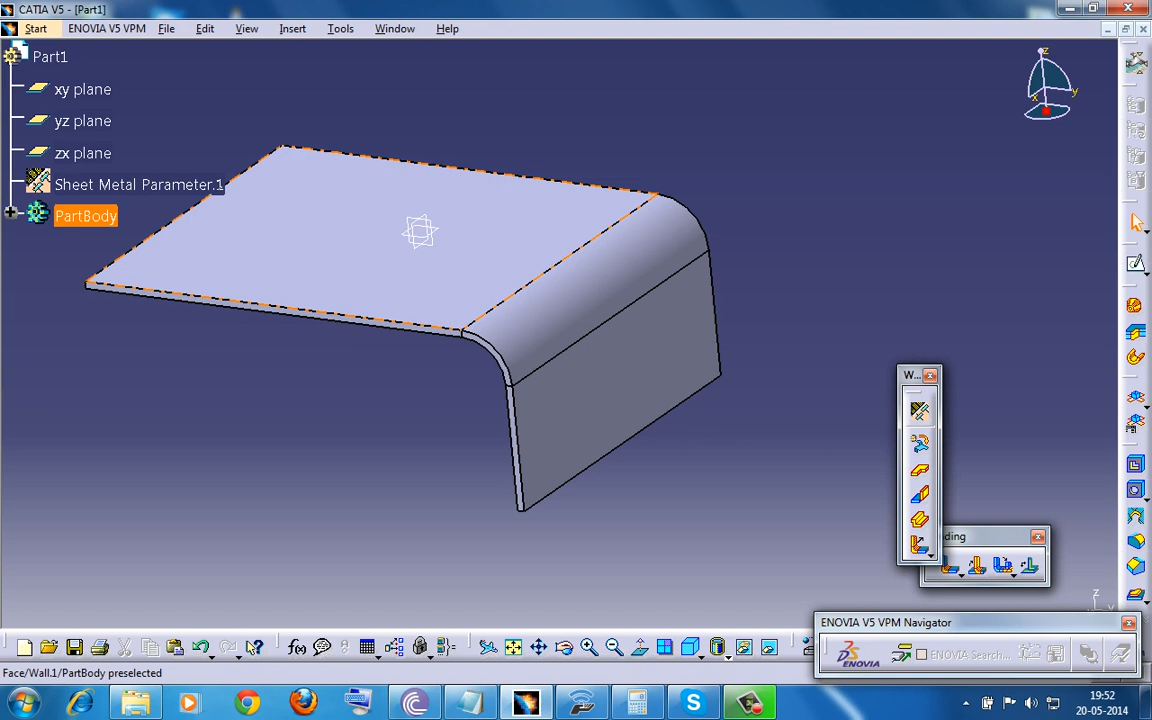 CATIA V5 - [Part1]
Start ENOVIA V5 VPM File Edit View Insert Tools Window Help
Part1
xy plane
yz plane
zx plane
Sheet Metal Parameter.1
PartBody
z
y
x
W...
ding
z
ENOVIA V5 VPM Navigator
ENOVIA
ENOVIA Search...
f(x)
Face/Wall.1/PartBody preselected
19:52
20-05-2014